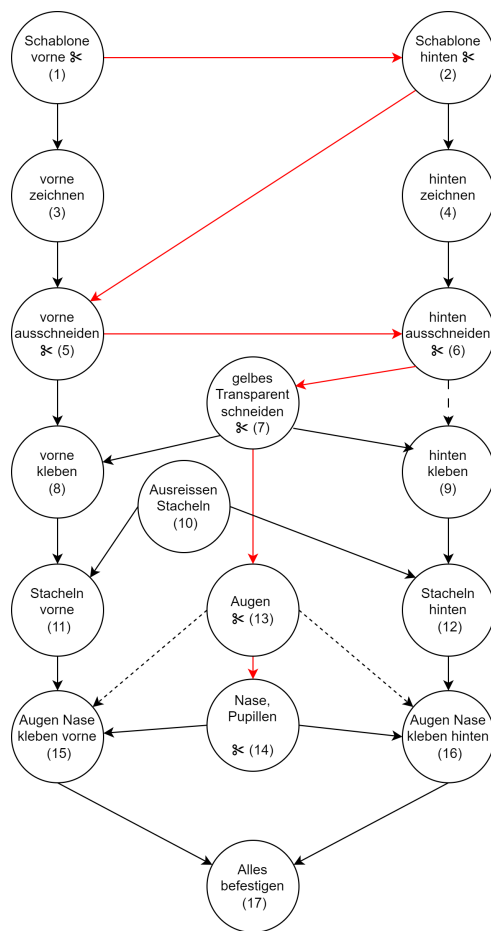 Schablone
vorne ✂
(1)
Schablone
hinten ✂
(2)
vorne
zeichnen
(3)
hinten
zeichnen
(4)
vorne
ausschneiden
✂ (5)
hinten
ausschneiden
✂ (6)
gelbes
Transparent
schneiden
✂ (7)
vorne
kleben
(8)
hinten
kleben
(9)
Ausreissen
Stacheln
(10)
Stacheln
vorne
(11)
Augen
✂ (13)
Stacheln
hinten
(12)
Augen Nase
kleben vorne
(15)
Nase,
Pupillen
✂ (14)
Augen Nase
kleben hinten
(16)
Alles
befestigen
(17)